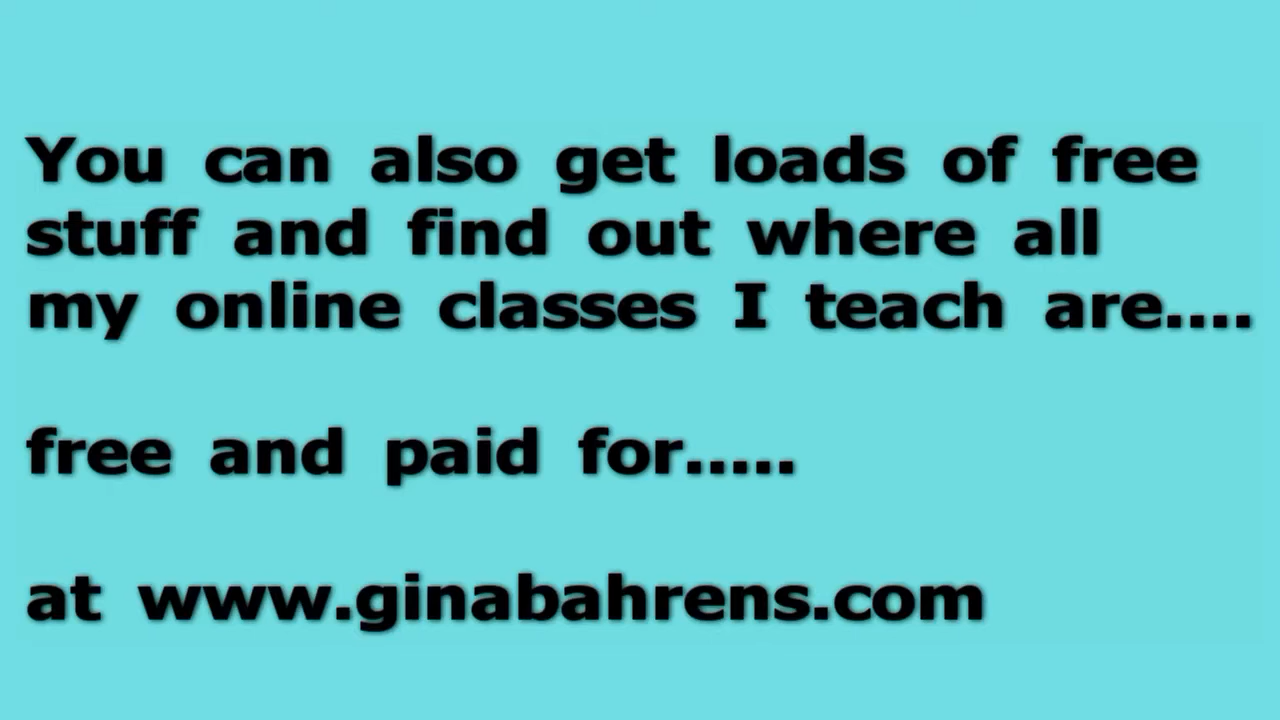 You can also get loads of free
stuff and find out where all
my online classes I teach are....
free and paid for.....
at www.ginabahrens.com